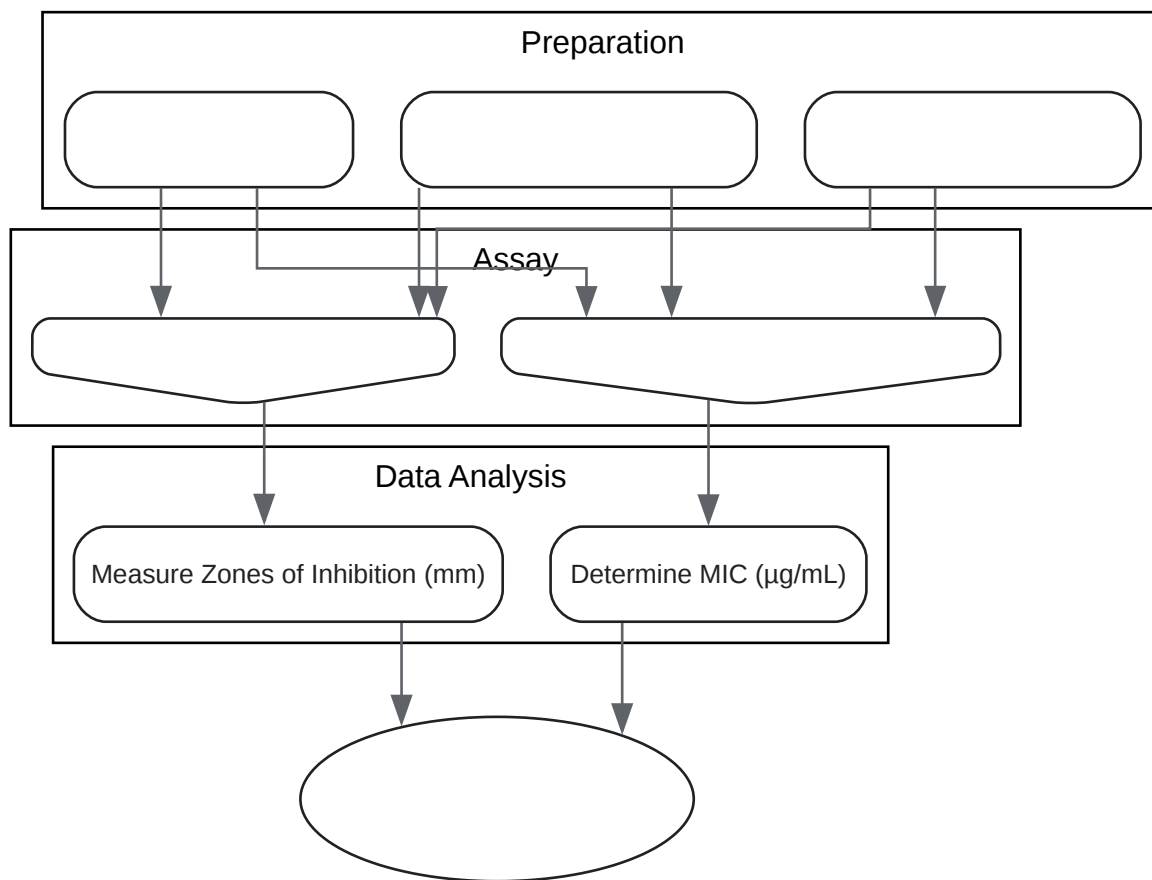 Preparation
Assay
Data Analysis
Measure Zones of Inhibition (mm)
Determine MIC (µg/mL)